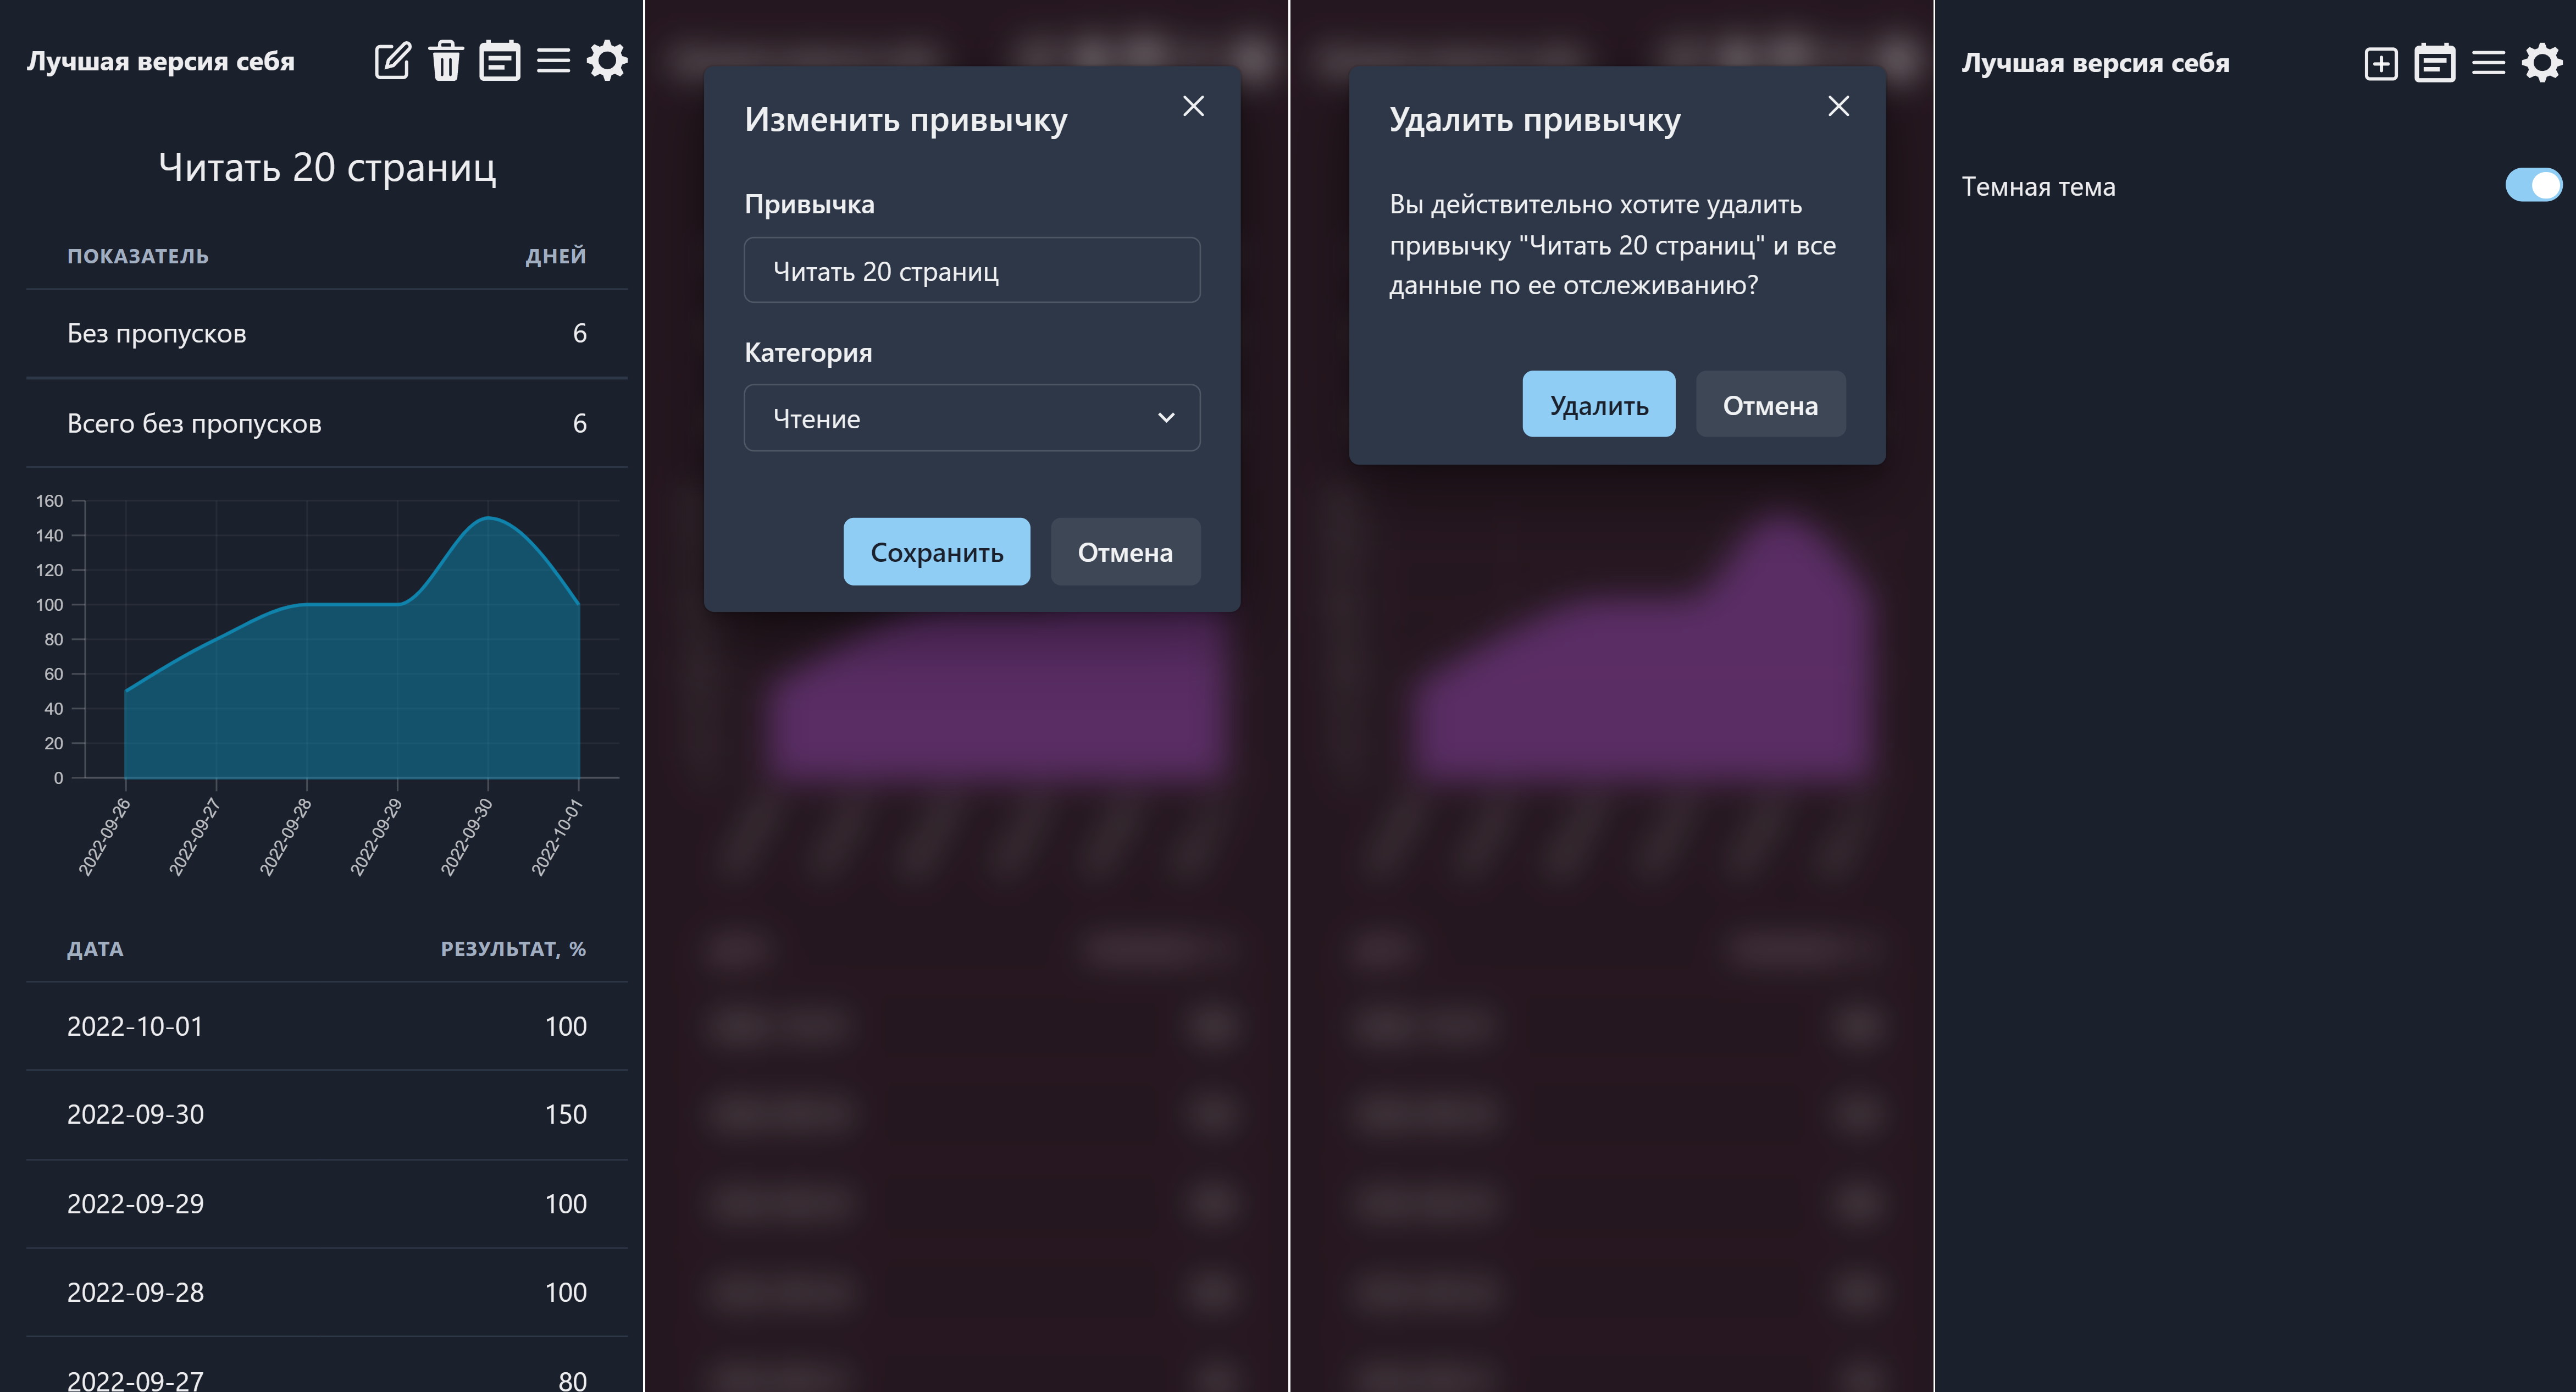 Лучшая версия себя
Читать 20 страниц
ПОКАЗАТЕЛЬ ДНЕЙ
Без пропусков 6
Всего без пропусков 6
160
140
120
100
80
60
40
20
0
2022-09-26 2022-09-27 2022-09-28 2022-09-29 2022-09-30 2022-10-01
ДАТА РЕЗУЛЬТАТ, %
2022-10-01 100
2022-09-30 150
2022-09-29 100
2022-09-28 100
2022-09-27 80
Изменить привычку
Привычка
Читать 20 страниц
Категория
Чтение
Сохранить Отмена
Удалить привычку
Вы действительно хотите удалить
привычку "Читать 20 страниц" и все
данные по ее отслеживанию?
Удалить Отмена
Лучшая версия себя
Темная тема